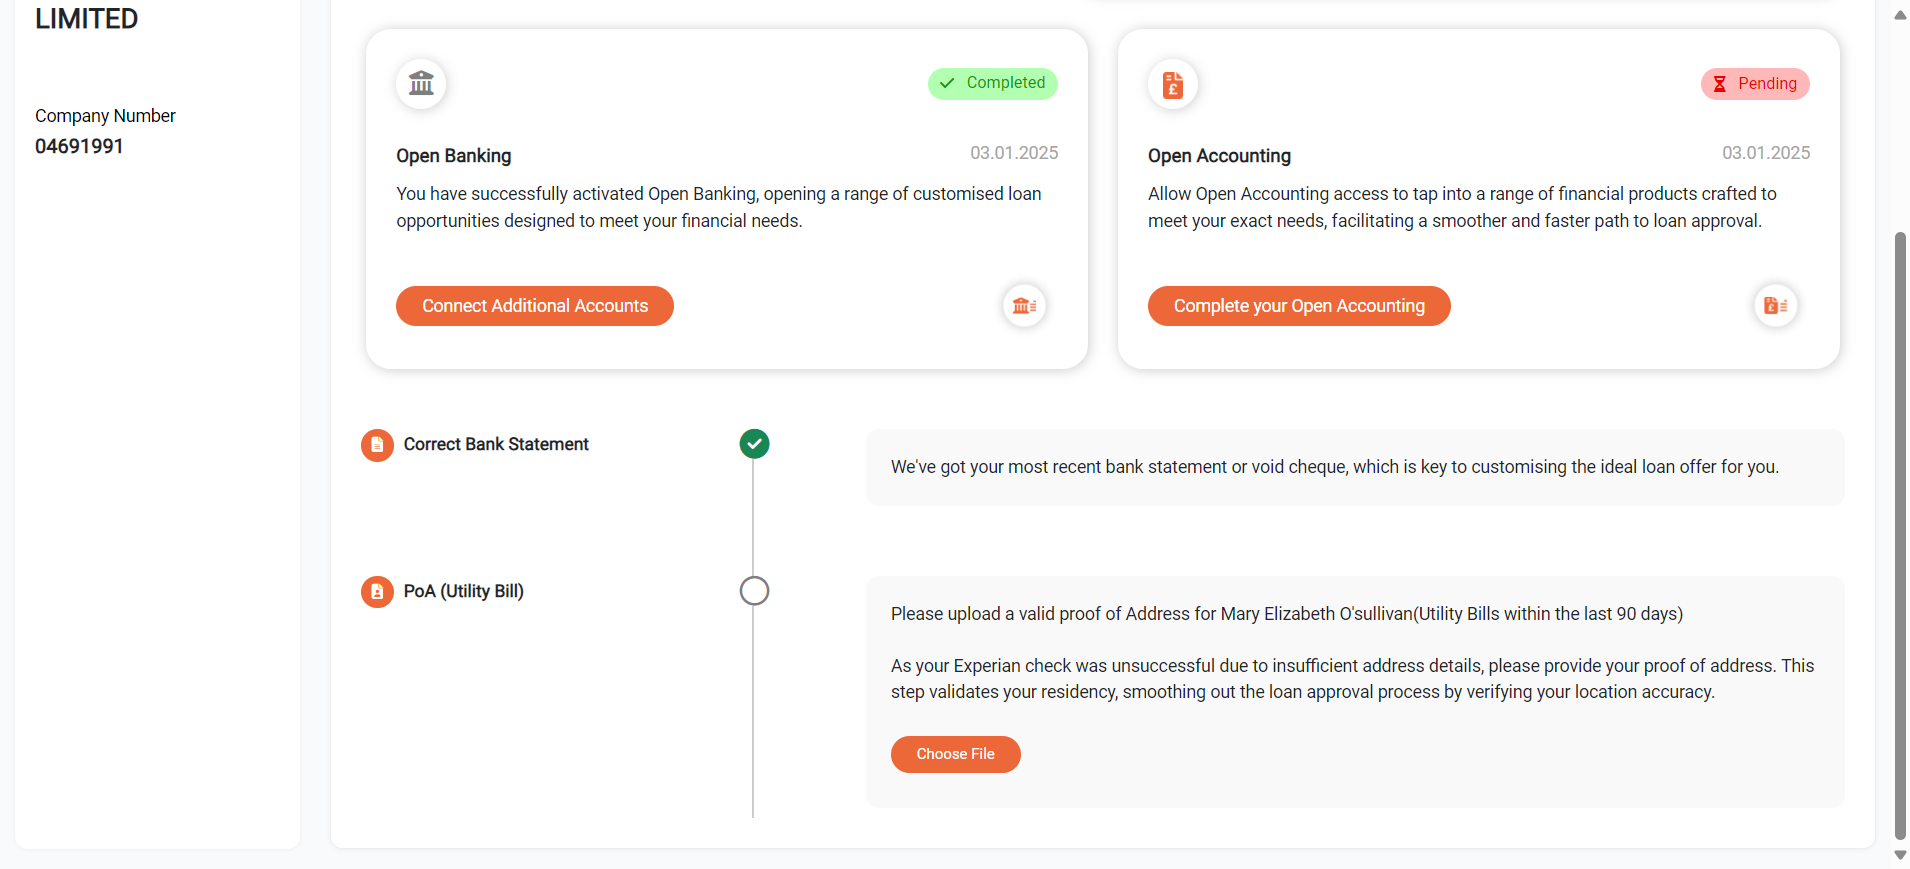 LIMITED
Company Number
04691991
Completed
Open Banking
03.01.2025
You have successfully activated Open Banking, opening a range of customised loan
opportunities designed to meet your financial needs.
Connect Additional Accounts
Pending
Open Accounting
03.01.2025
Allow Open Accounting access to tap into a range of financial products crafted to
meet your exact needs, facilitating a smoother and faster path to loan approval.
Complete your Open Accounting
Correct Bank Statement
We've got your most recent bank statement or void cheque, which is key to customising the ideal loan offer for you.
PoA (Utility Bill)
Please upload a valid proof of Address for Mary Elizabeth O'sullivan(Utility Bills within the last 90 days)
As your Experian check was unsuccessful due to insufficient address details, please provide your proof of address. This
step validates your residency, smoothing out the loan approval process by verifying your location accuracy.
Choose File